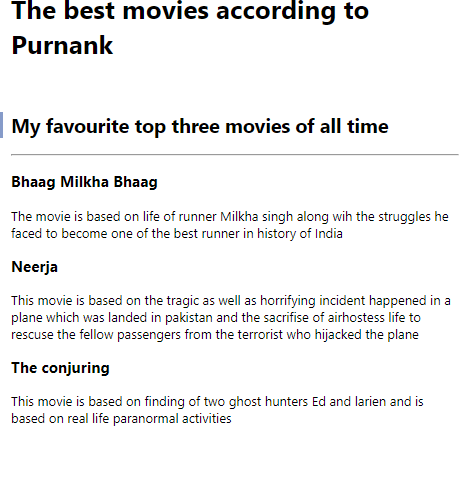 The best movies according to
Purnank
My favourite top three movies of all time
Bhaag Milkha Bhaag
The movie is based on life of runner Milkha singh along wih the struggles he
faced to become one of the best runner in history of India
Neerja
This movie is based on the tragic as well as horrifying incident happened in a
plane which was landed in pakistan and the sacrifise of airhostess life to
rescuse the fellow passengers from the terrorist who hijacked the plane
The conjuring
This movie is based on finding of two ghost hunters Ed and larien and is
based on real life paranormal activities